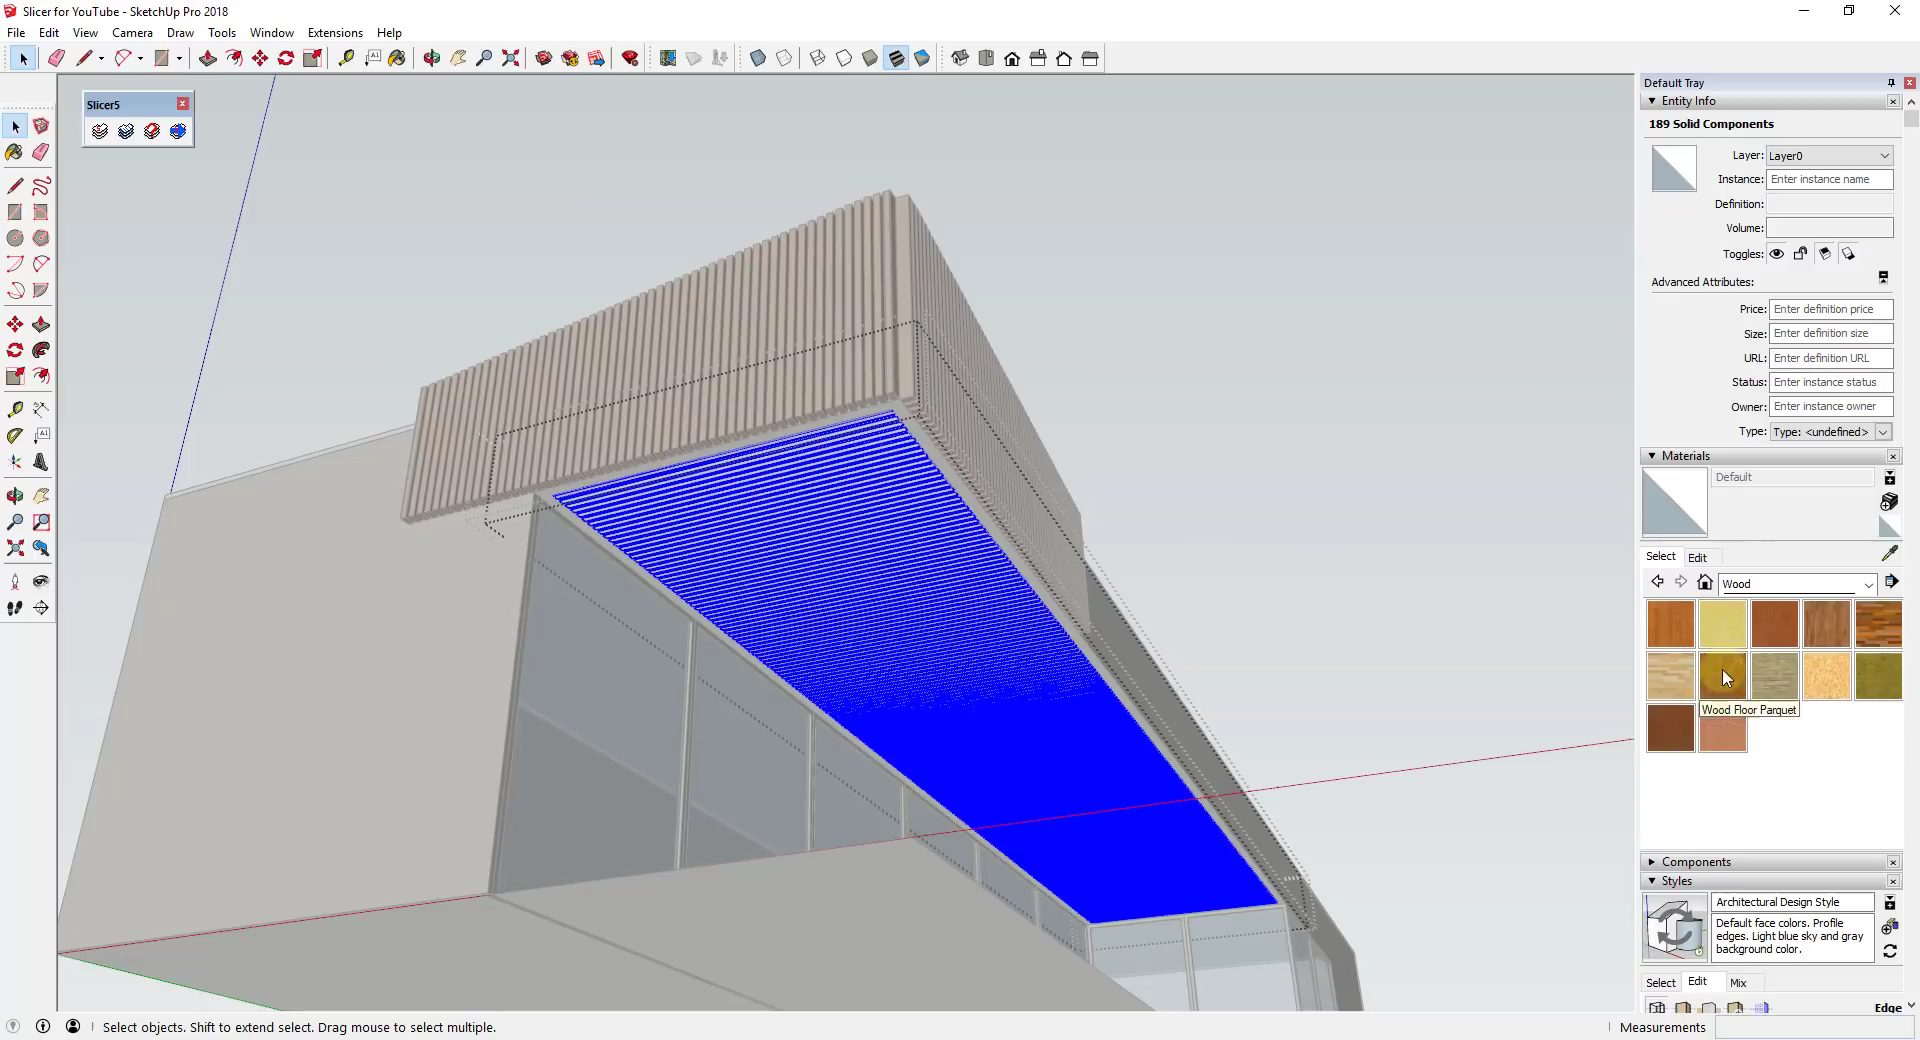 Slicer for YouTube - SketchUp Pro 2018
File Edit View Camera Draw Tools Window Extensions Help
Slicer5
Default Tray
Entity Info
189 Solid Components
Layer: Layer0
Instance: Enter instance name
Definition:
Volume:
Toggles:
Advanced Attributes:
Price: Enter definition price
Size: Enter definition size
URL: Enter definition URL
Status: Enter instance status
Owner: Enter instance owner
Type: Type: <undefined>
Materials
Default
Select Edit
Wood
Wood Floor Parquet
Components
Styles
Architectural Design Style
Default face colors. Profile
edges. Light blue sky and gray
background color.
Select Edit Mix
Edge
Select objects. Shift to extend select. Drag mouse to select multiple.
Measurements